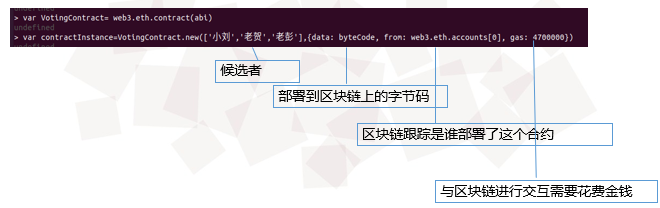 undefined
> var VotingContract= web3.eth.contract(abi)
undefined
> var contractInstance=VotingContract.new(['小刘','老贺','老彭'],{data: byteCode, from: web3.eth.accounts[0], gas: 4700000})
候选者
部署到区块链上的字节码
区块链跟踪是谁部署了这个合约
与区块链进行交互需要花费金钱